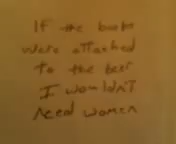 If the boobs
were attached
to the beer
I wouldn't
need women